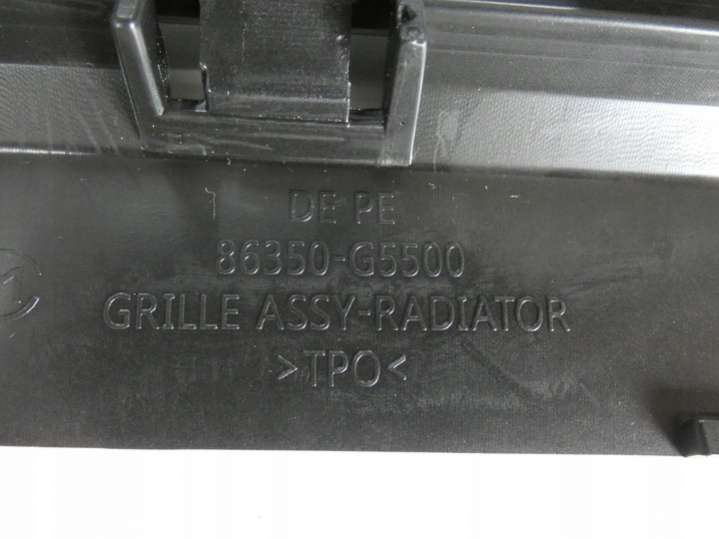 DE PE
86350-G5500
GRILLE ASSY-RADIATOR
>TPO<